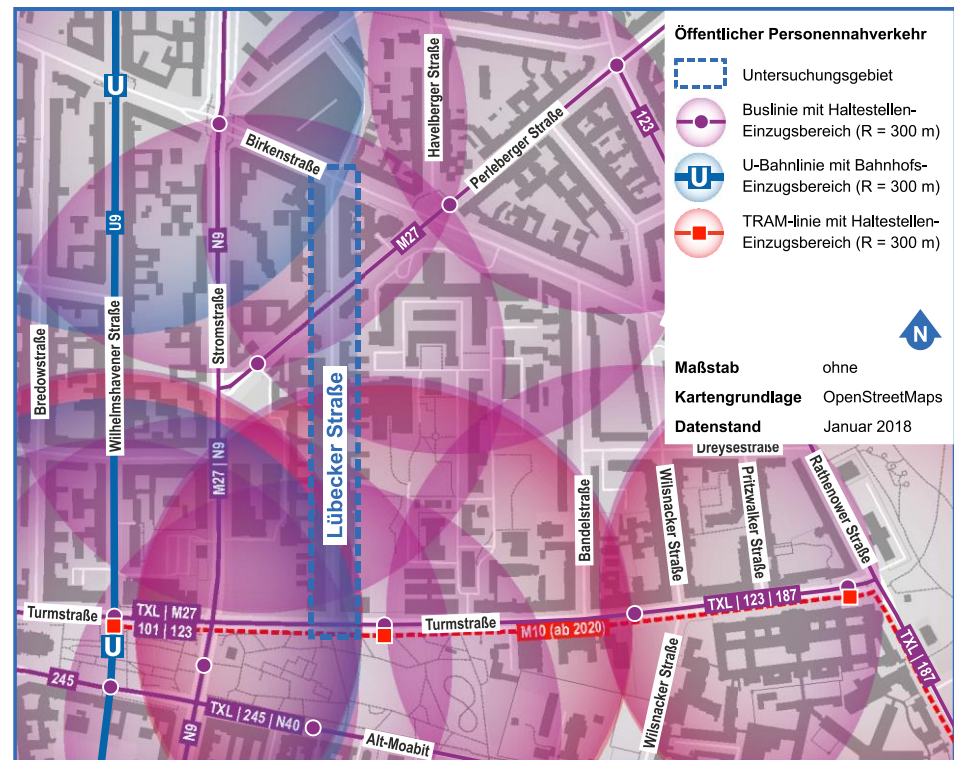 Öffentlicher Personennahverkehr
Untersuchungsgebiet
Buslinie mit Haltestellen-
Einzugsbereich (R = 300 m)
U
U-Bahnlinie mit Bahnhofs-
Einzugsbereich (R = 300 m)
TRAM-linie mit Haltestellen-
Einzugsbereich (R = 300 m)
N
Maßstab ohne
Kartengrundlage OpenStreetMaps
Datenstand Januar 2018
U
Birkenstraße
Havelberger Straße
Perleberger Straße
123
U9
N9
M27
Stromstraße
Wilhelmshavener Straße
Bredowstraße
Lübecker Straße
M27 | N9
Dreysestraße
Rathenower Straße
Wilsnacker Straße
Pritzwalker Straße
Bandelstraße
Turmstraße
TXL | M27
101 | 123
Turmstraße
M10 (ab 2020)
TXL | 123 | 187
TXL | 187
U
245
N9
TXL | 245 | N40
Alt-Moabit
Wilsnacker Straße